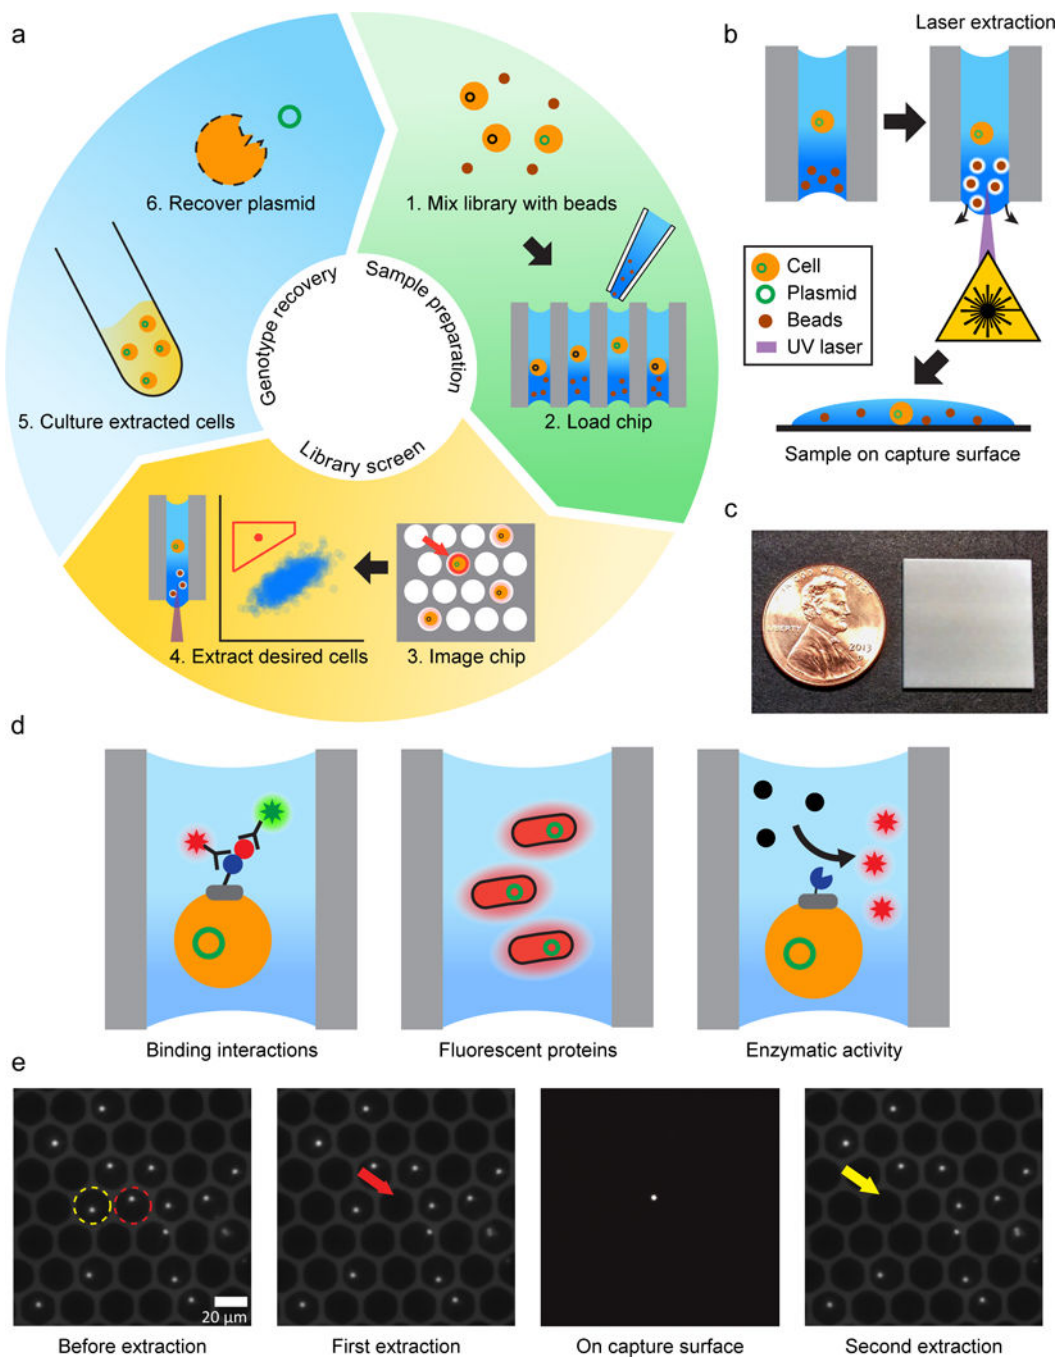 a
6. Recover plasmid
1. Mix library with beads
Genotype recovery
Sample preparation
Library screen
5. Culture extracted cells
2. Load chip
4. Extract desired cells
3. Image chip
b
Laser extraction
Cell
Plasmid
Beads
UV laser
Sample on capture surface
c
LIBERTY
2013
d
Binding interactions
Fluorescent proteins
Enzymatic activity
e
20 µm
Before extraction
First extraction
On capture surface
Second extraction